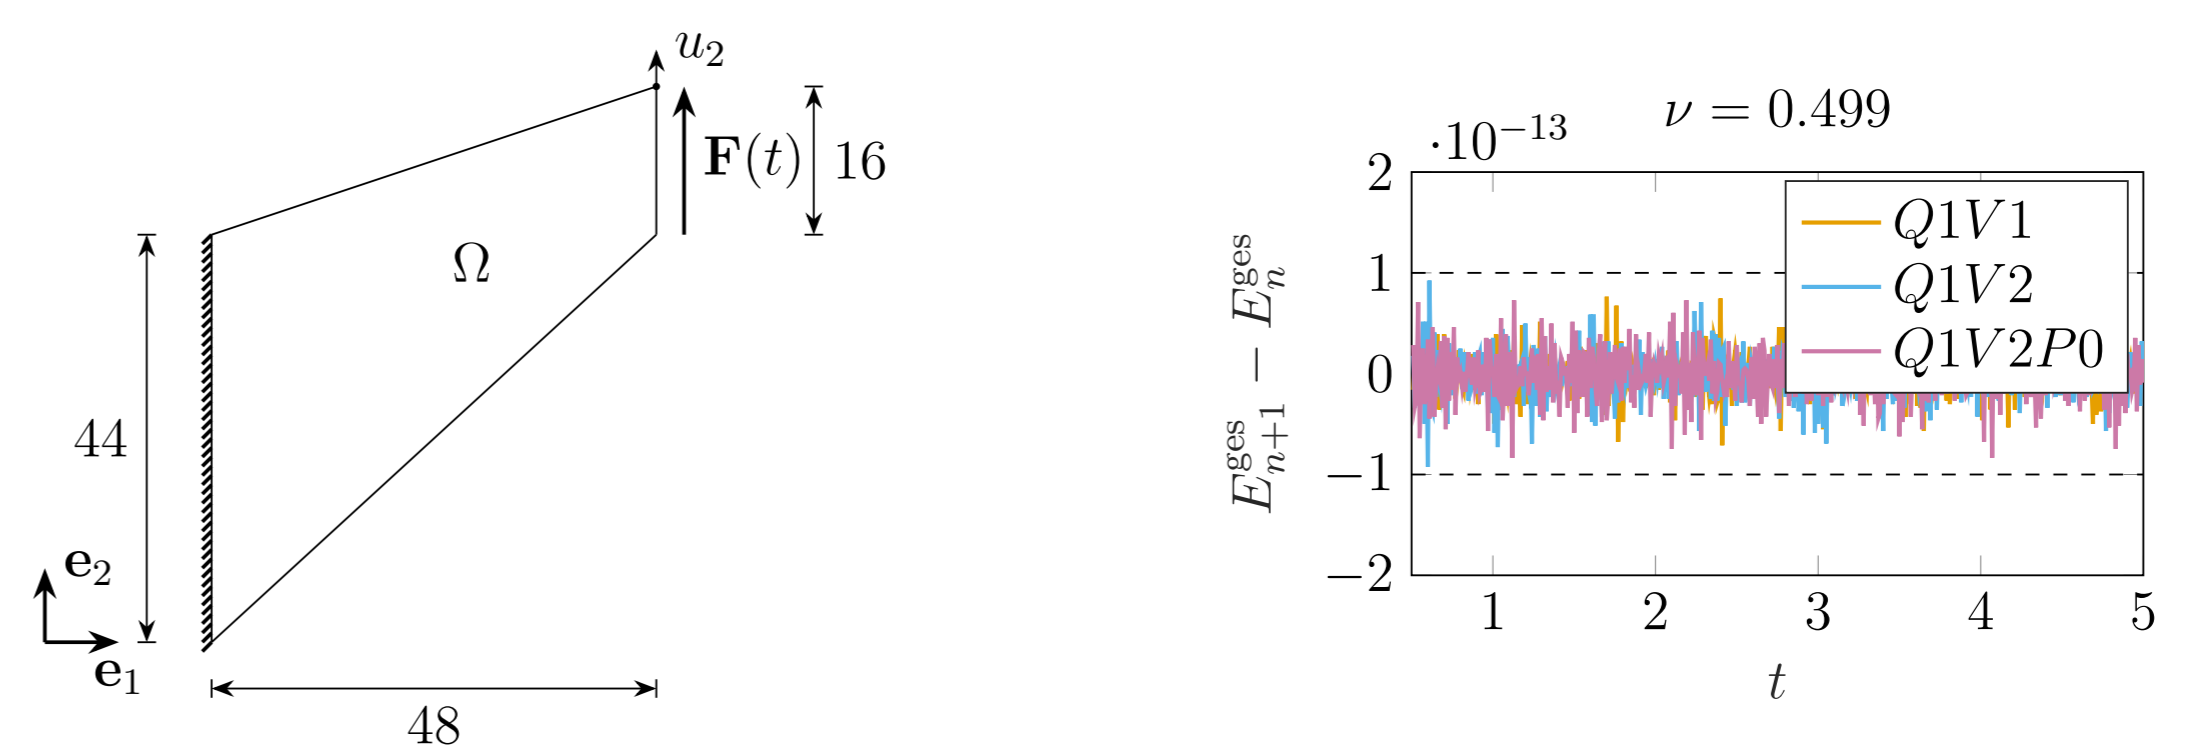 u₂
F(t)
16
Ω
44
e₂
e₁
48
ν = 0.499
·10⁻¹³
2
1
0
−1
−2
E^ges_{n+1} − E^ges_n
Q1V1
Q1V2
Q1V2P0
1 2 3 4 5
t